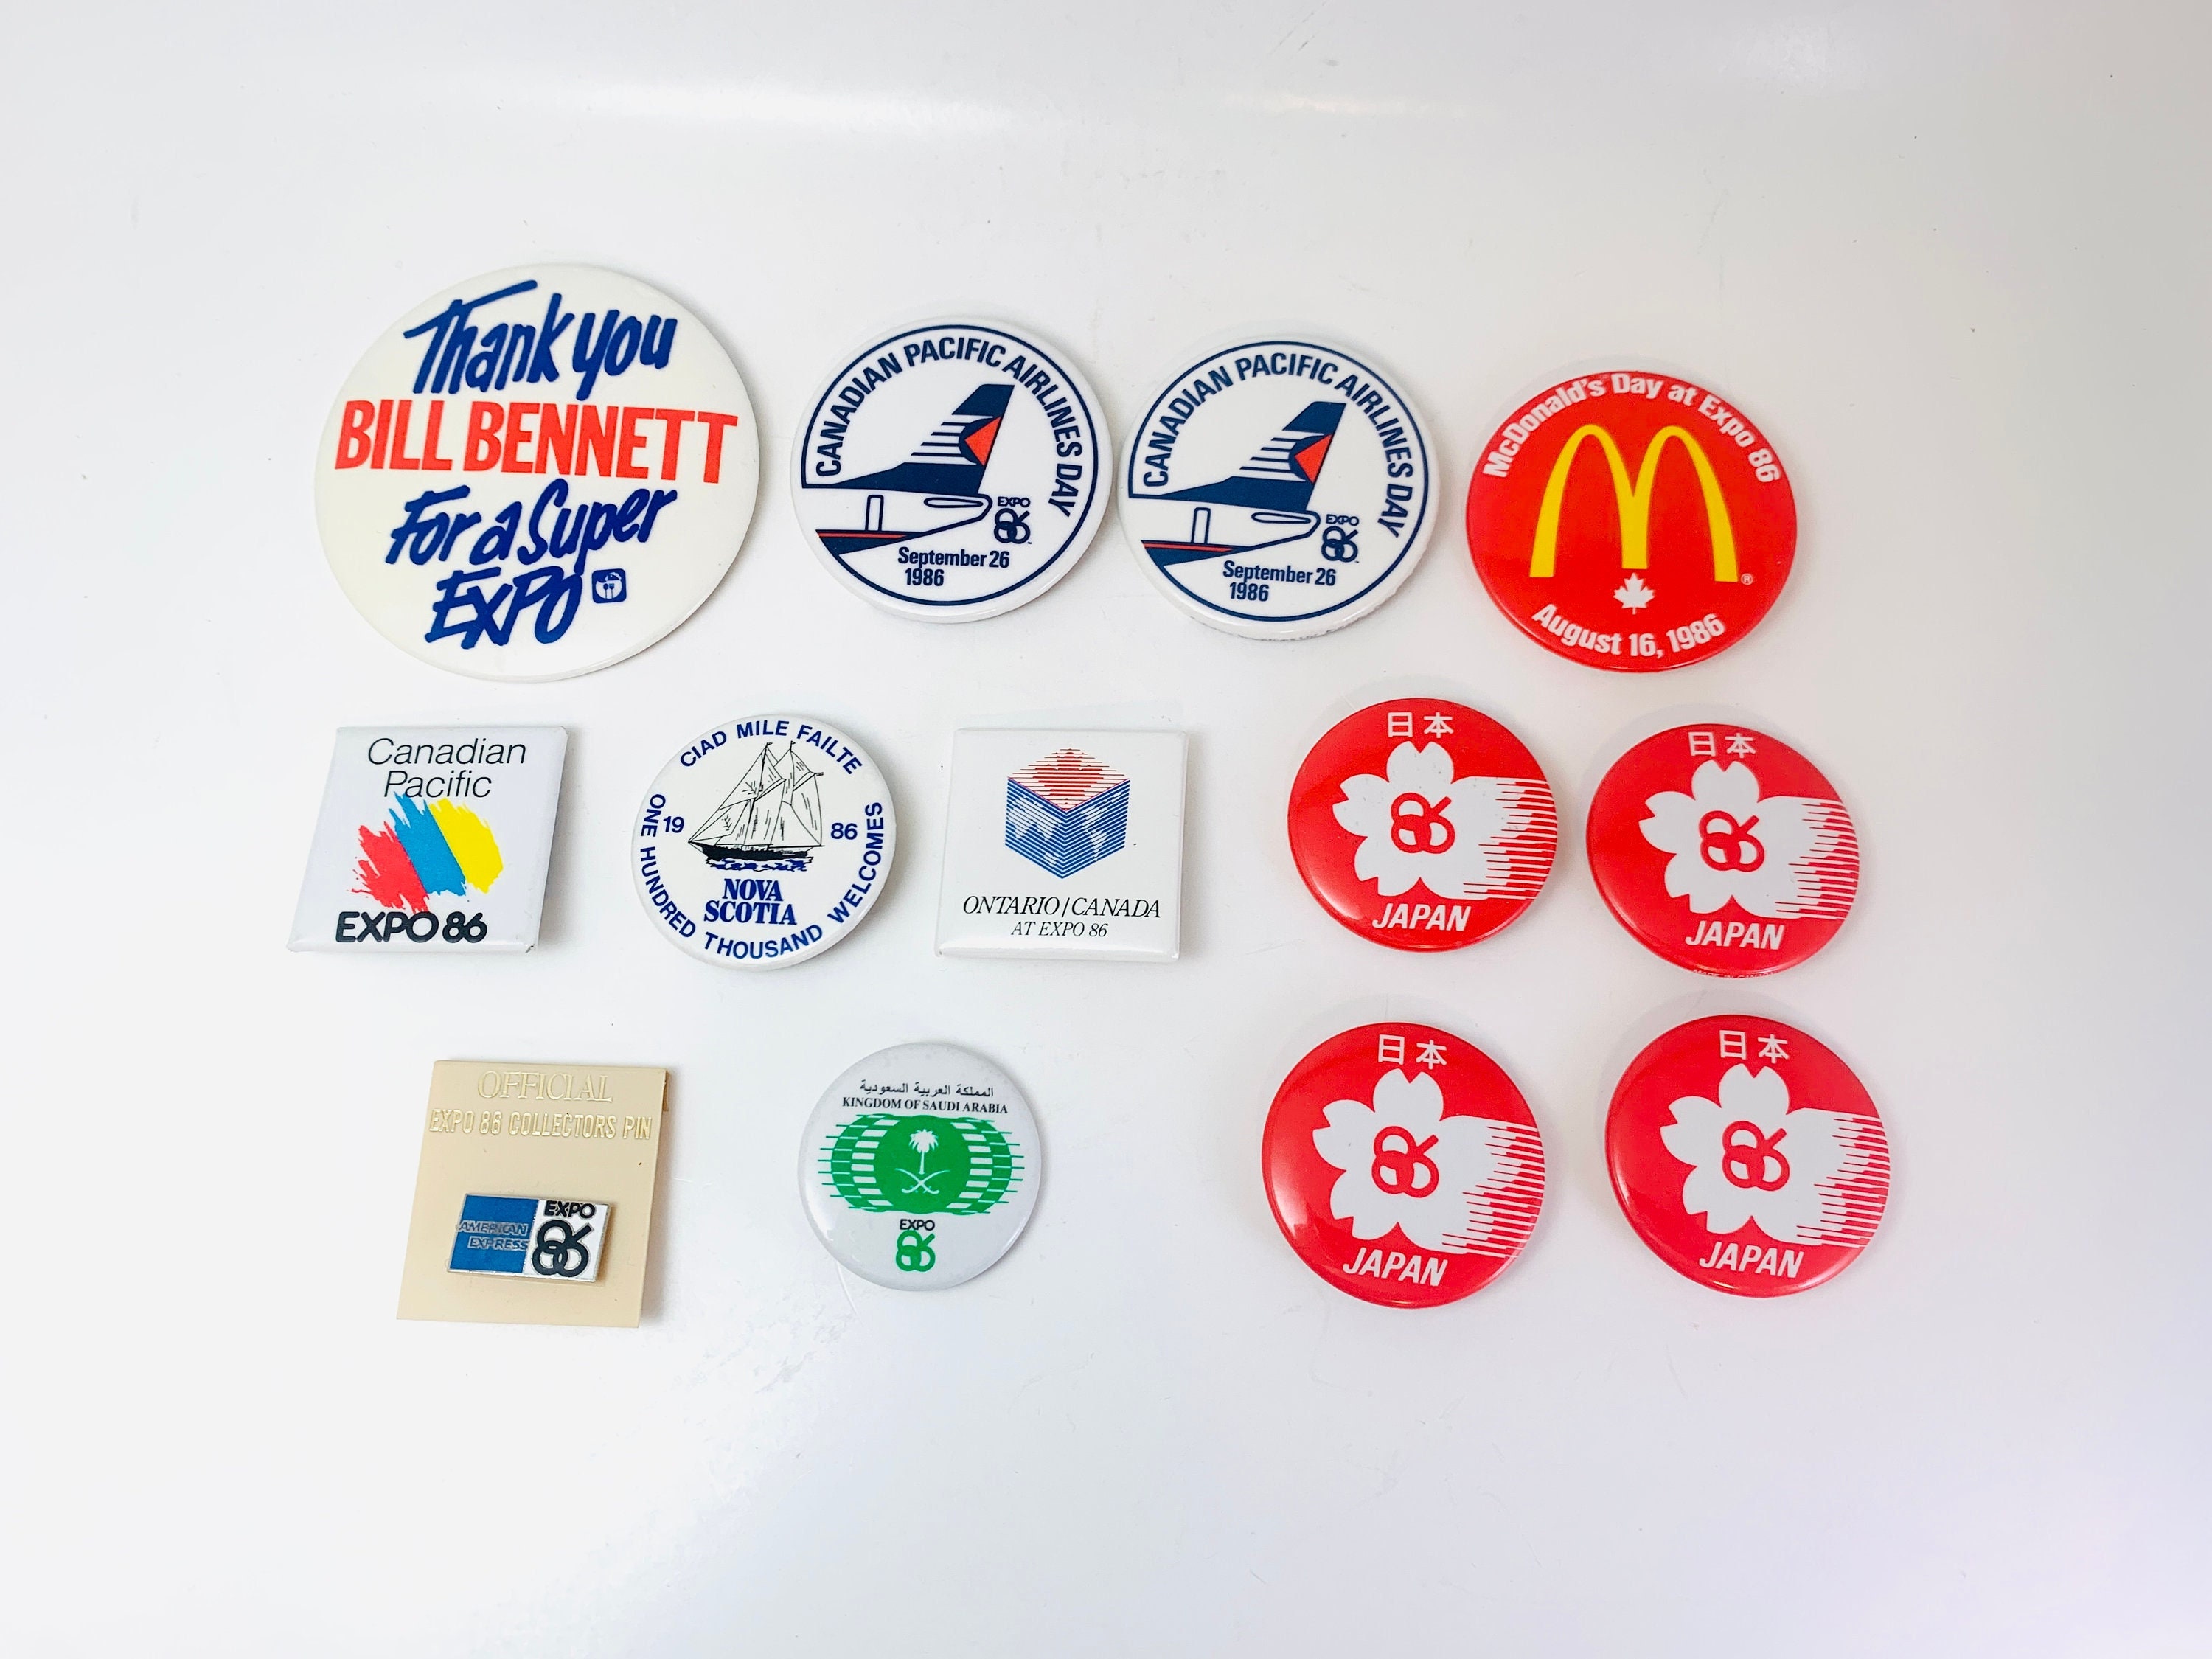 Thank you
BILL BENNETT
For a Super
EXPO
CANADIAN PACIFIC AIRLINES DAY
EXPO
86
September 26
1986
CANADIAN PACIFIC AIRLINES DAY
EXPO
86
September 26
1986
McDonald's Day at Expo 86
®
August 16, 1986
Canadian
Pacific
EXPO 86
CIAD MILE FAILTE
19 86
NOVA
SCOTIA
ONE HUNDRED THOUSAND WELCOMES
ONTARIO/CANADA
AT EXPO 86
日本
86
JAPAN
日本
86
JAPAN
OFFICIAL
EXPO 86 COLLECTORS PIN
AMERICAN
EXPRESS
EXPO
86
المملكة العربية السعودية
KINGDOM OF SAUDI ARABIA
EXPO
86
日本
86
JAPAN
日本
86
JAPAN